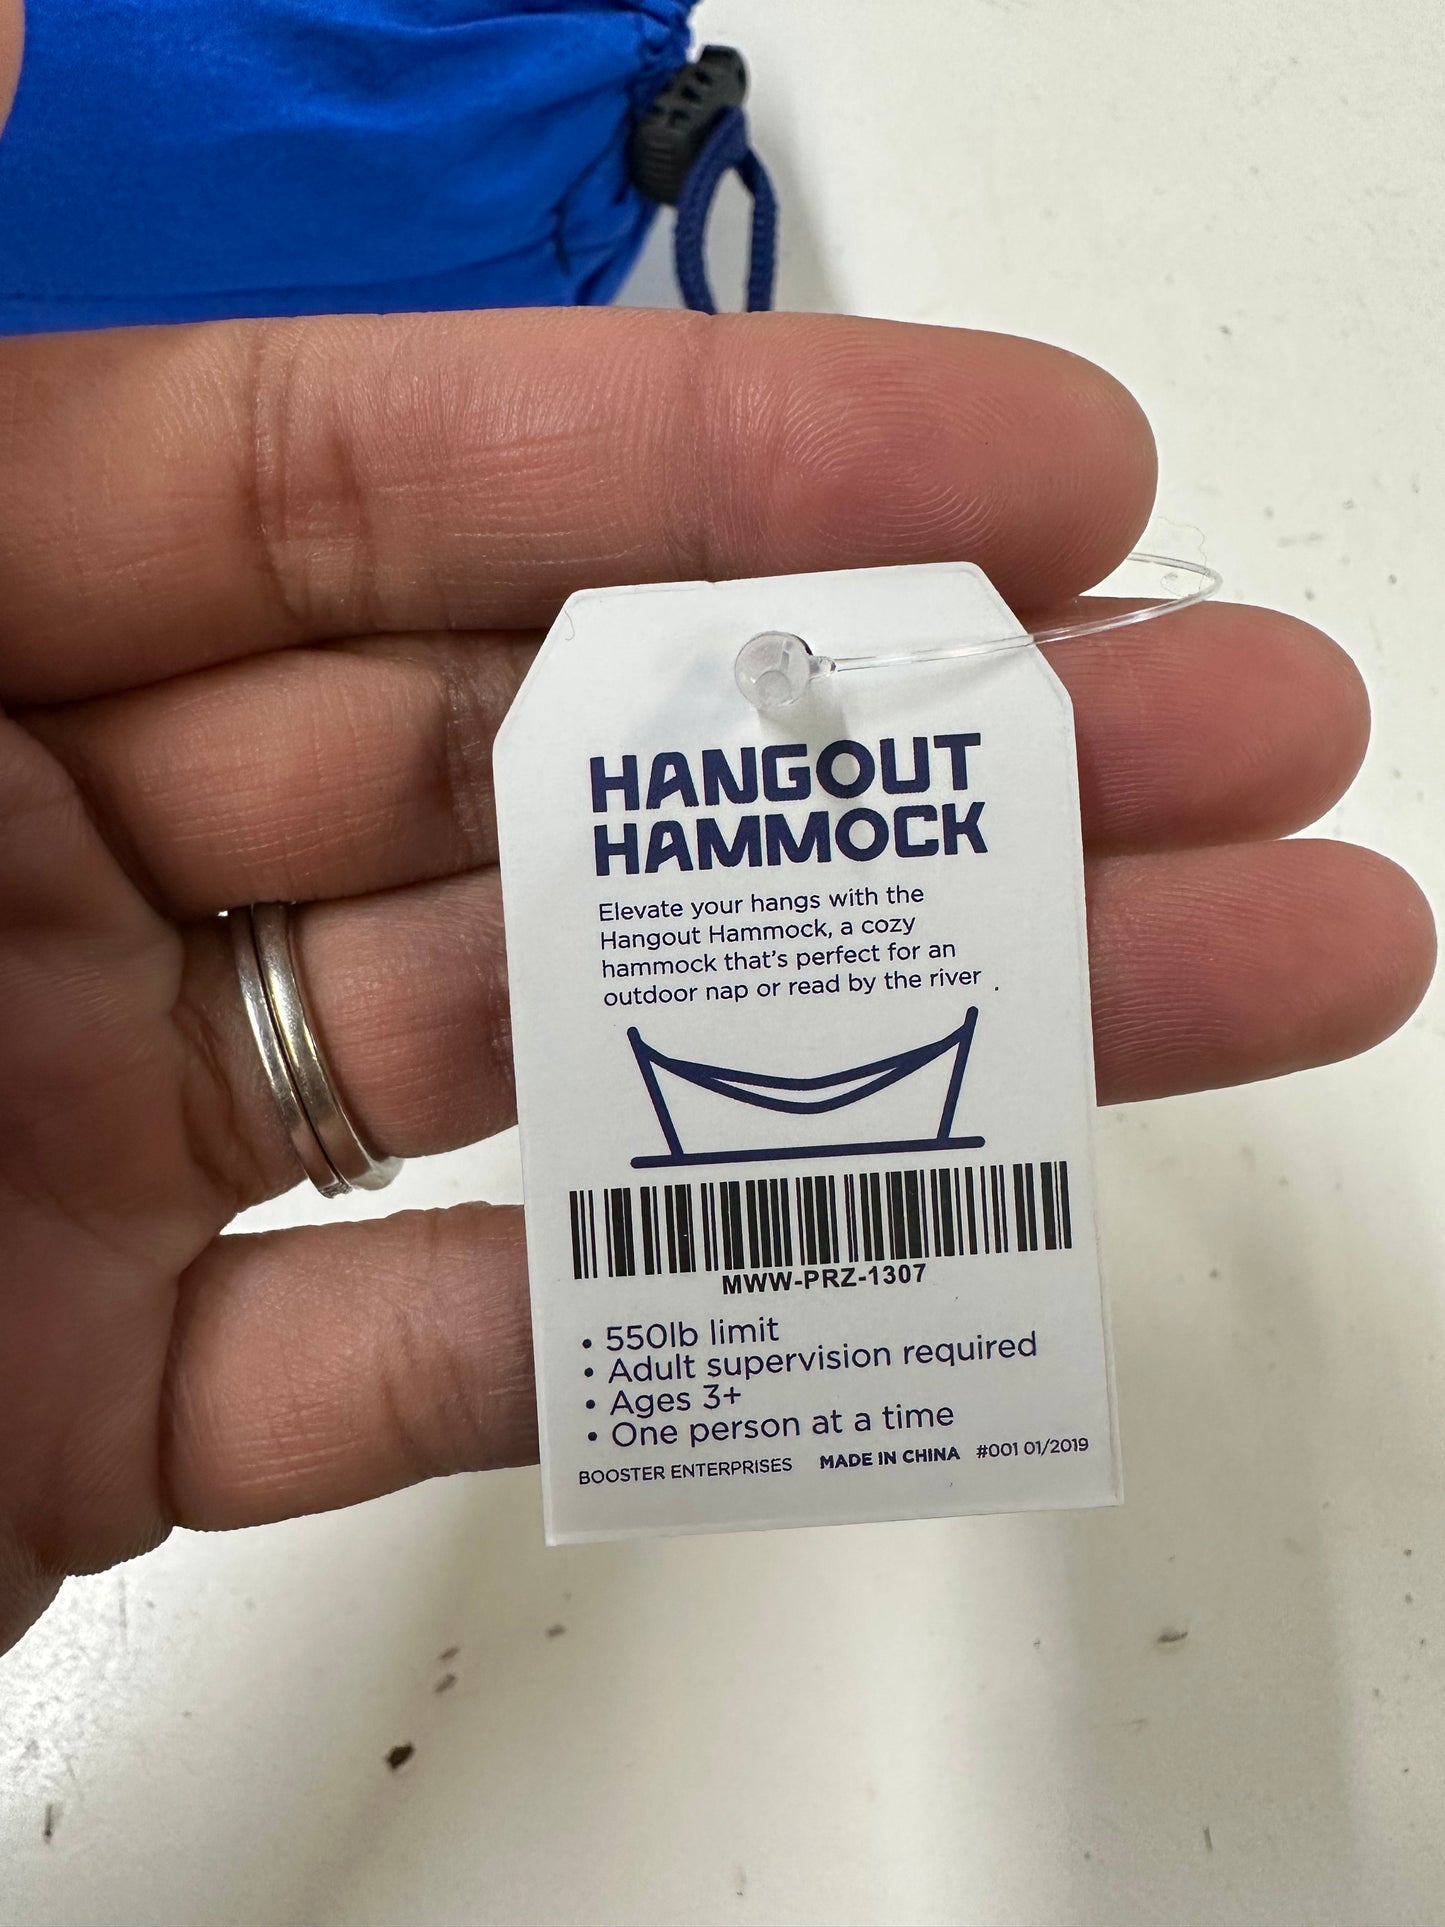 HANGOUT
HAMMOCK
Elevate your hangs with the
Hangout Hammock, a cozy
hammock that's perfect for an
outdoor nap or read by the river .
MWW-PRZ-1307
• 550lb limit
• Adult supervision required
• Ages 3+
• One person at a time
BOOSTER ENTERPRISES MADE IN CHINA #001 01/2019